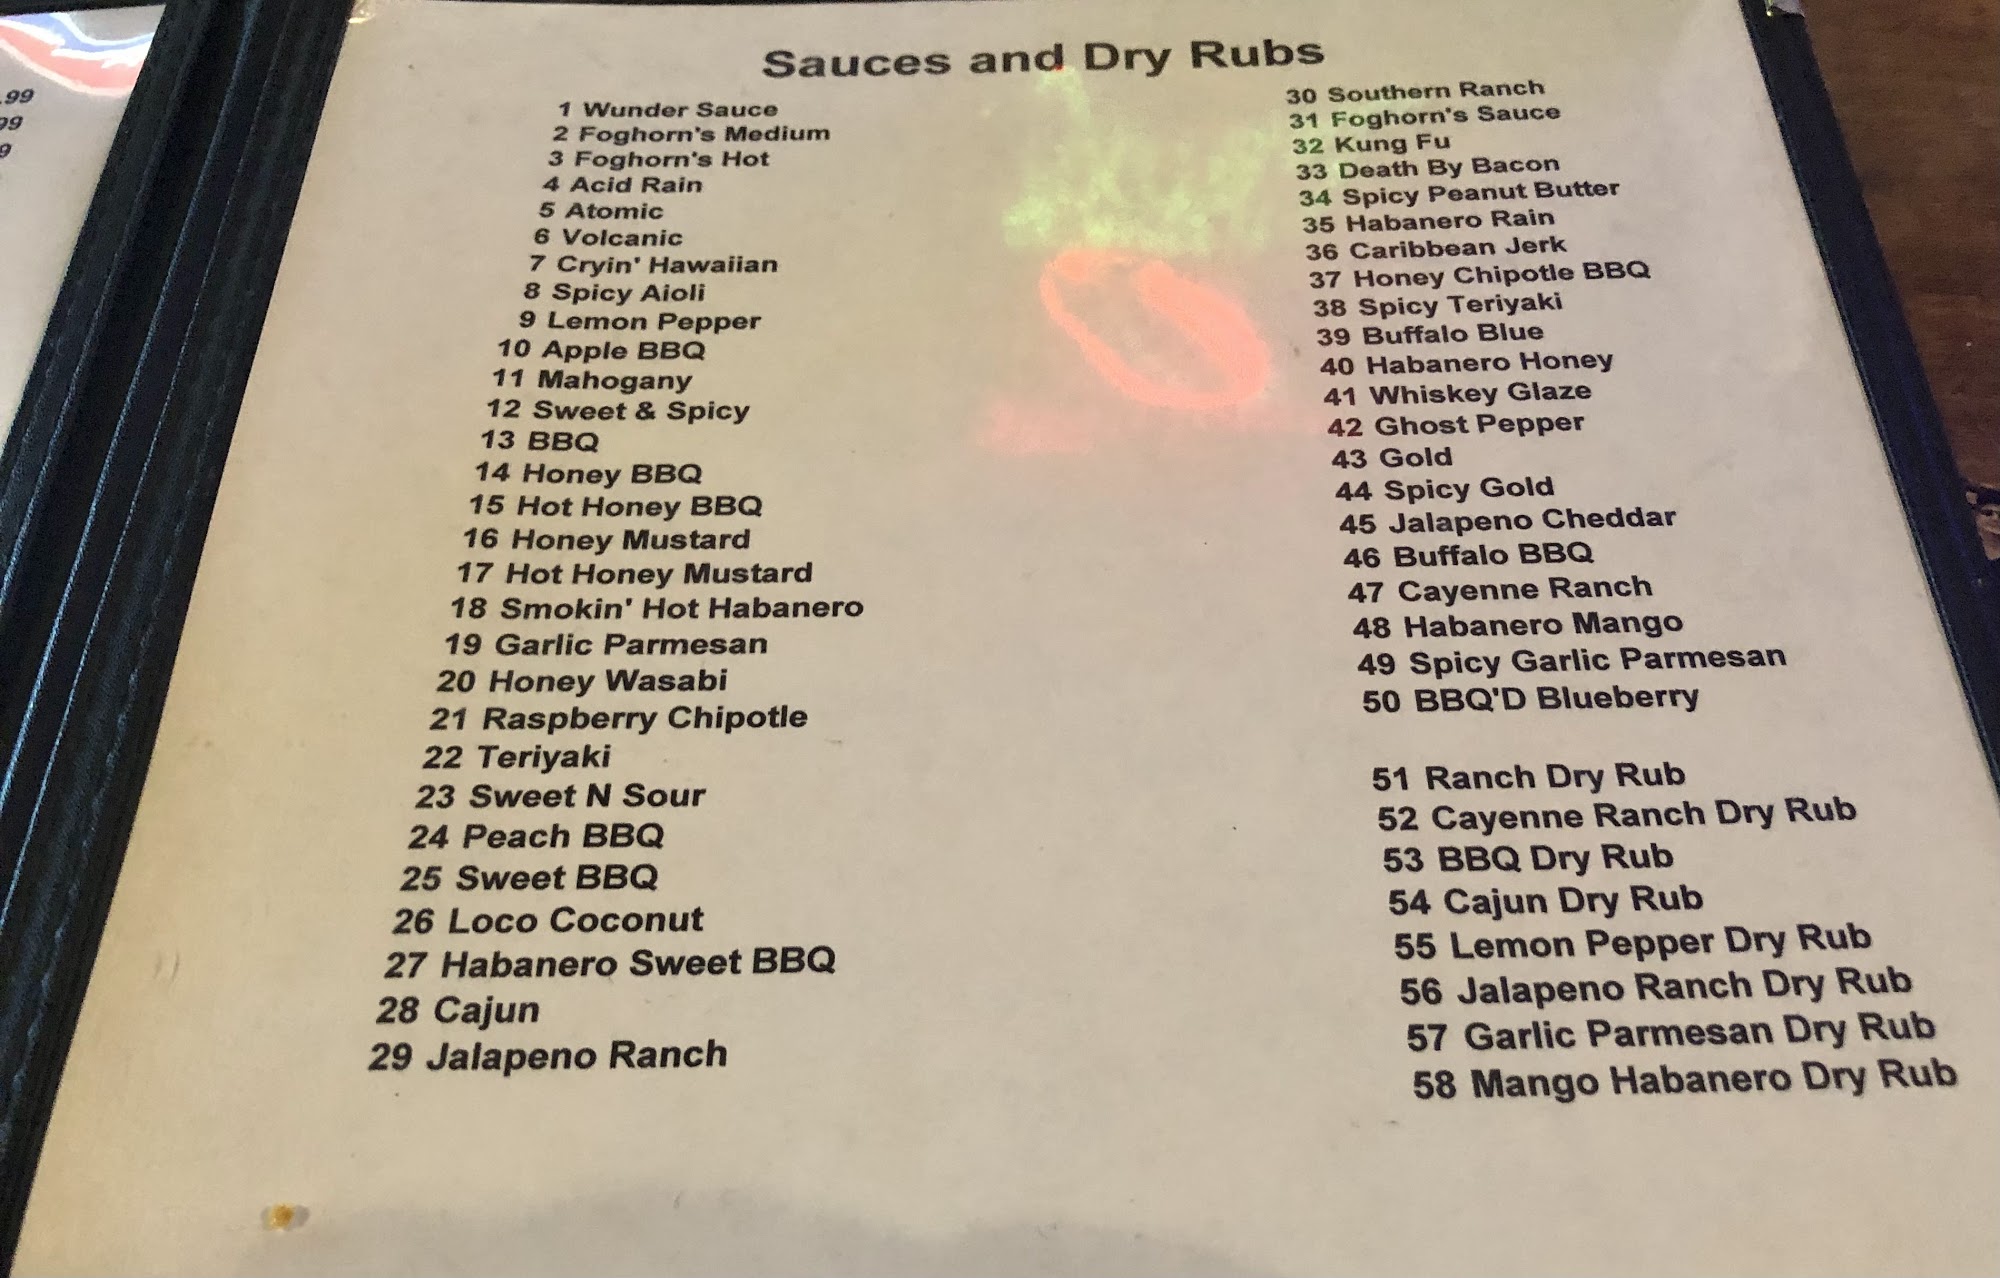 .99
99
9
Sauces and Dry Rubs
1 Wunder Sauce
2 Foghorn's Medium
3 Foghorn's Hot
4 Acid Rain
5 Atomic
6 Volcanic
7 Cryin' Hawaiian
8 Spicy Aioli
9 Lemon Pepper
10 Apple BBQ
11 Mahogany
12 Sweet & Spicy
13 BBQ
14 Honey BBQ
15 Hot Honey BBQ
16 Honey Mustard
17 Hot Honey Mustard
18 Smokin' Hot Habanero
19 Garlic Parmesan
20 Honey Wasabi
21 Raspberry Chipotle
22 Teriyaki
23 Sweet N Sour
24 Peach BBQ
25 Sweet BBQ
26 Loco Coconut
27 Habanero Sweet BBQ
28 Cajun
29 Jalapeno Ranch
30 Southern Ranch
31 Foghorn's Sauce
32 Kung Fu
33 Death By Bacon
34 Spicy Peanut Butter
35 Habanero Rain
36 Caribbean Jerk
37 Honey Chipotle BBQ
38 Spicy Teriyaki
39 Buffalo Blue
40 Habanero Honey
41 Whiskey Glaze
42 Ghost Pepper
43 Gold
44 Spicy Gold
45 Jalapeno Cheddar
46 Buffalo BBQ
47 Cayenne Ranch
48 Habanero Mango
49 Spicy Garlic Parmesan
50 BBQ'D Blueberry
51 Ranch Dry Rub
52 Cayenne Ranch Dry Rub
53 BBQ Dry Rub
54 Cajun Dry Rub
55 Lemon Pepper Dry Rub
56 Jalapeno Ranch Dry Rub
57 Garlic Parmesan Dry Rub
58 Mango Habanero Dry Rub